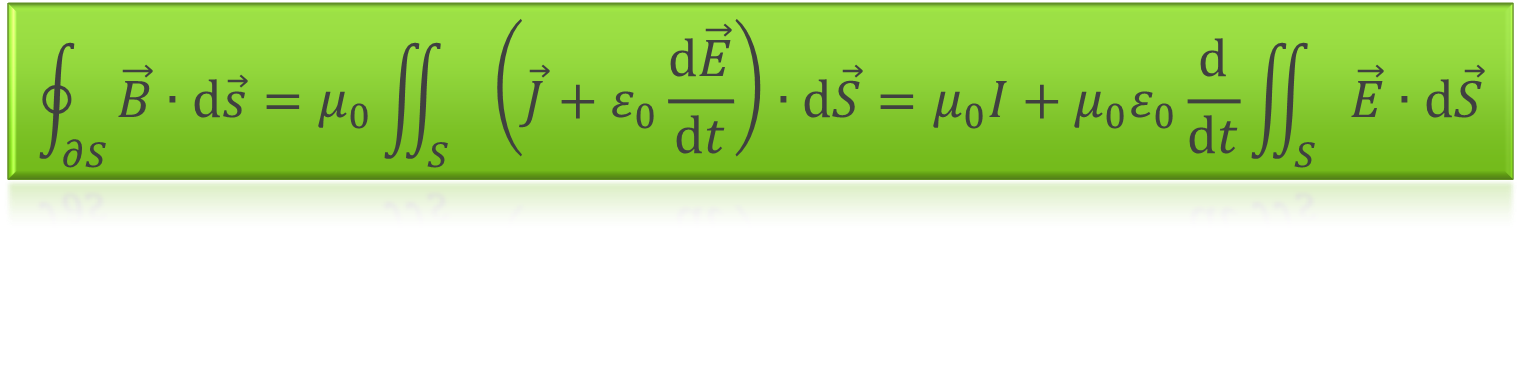 ∮_∂S B⃗ · ds⃗ = μ₀ ∬_S (J⃗ + ε₀ dE⃗/dt) · dS⃗ = μ₀I + μ₀ε₀ d/dt ∬_S E⃗ · dS⃗